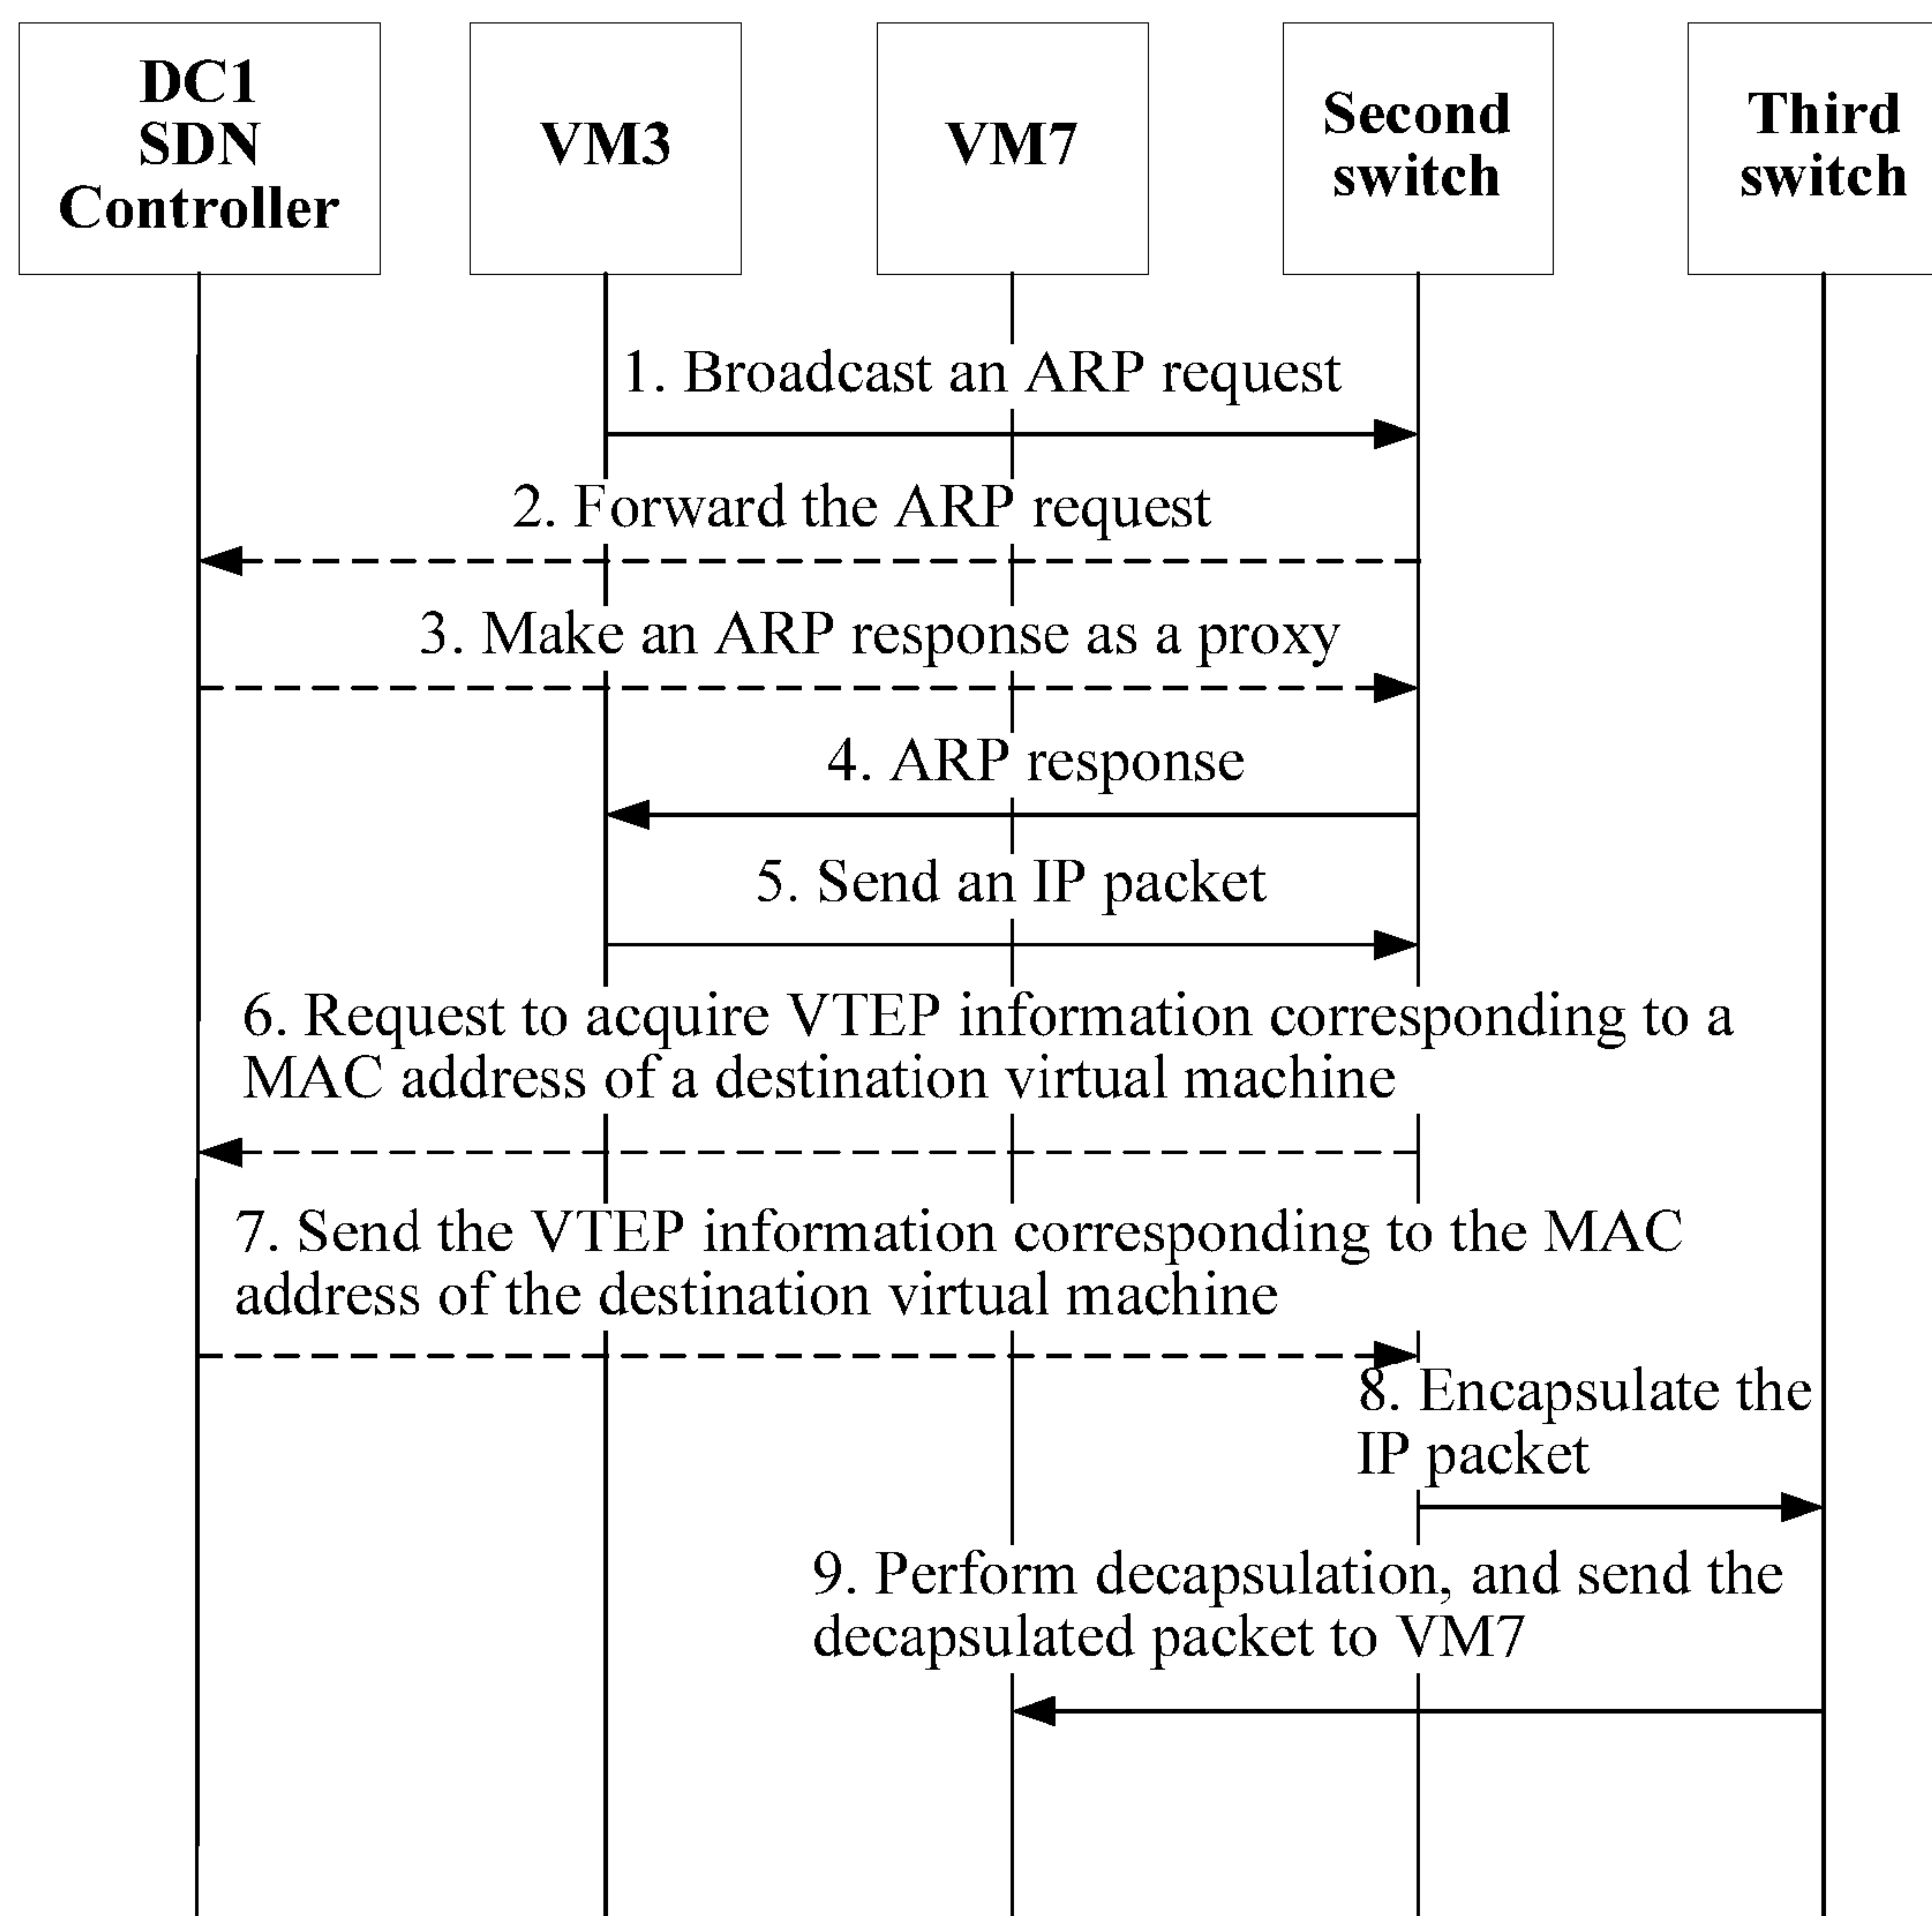 DC1
SDN
Controller
VM3
VM7
Second
switch
Third
switch
1. Broadcast an ARP request
2. Forward the ARP request
3. Make an ARP response as a proxy
4. ARP response
5. Send an IP packet
6. Request to acquire VTEP information corresponding to a
MAC address of a destination virtual machine
7. Send the VTEP information corresponding to the MAC
address of the destination virtual machine
8. Encapsulate the
IP packet
9. Perform decapsulation, and send the
decapsulated packet to VM7